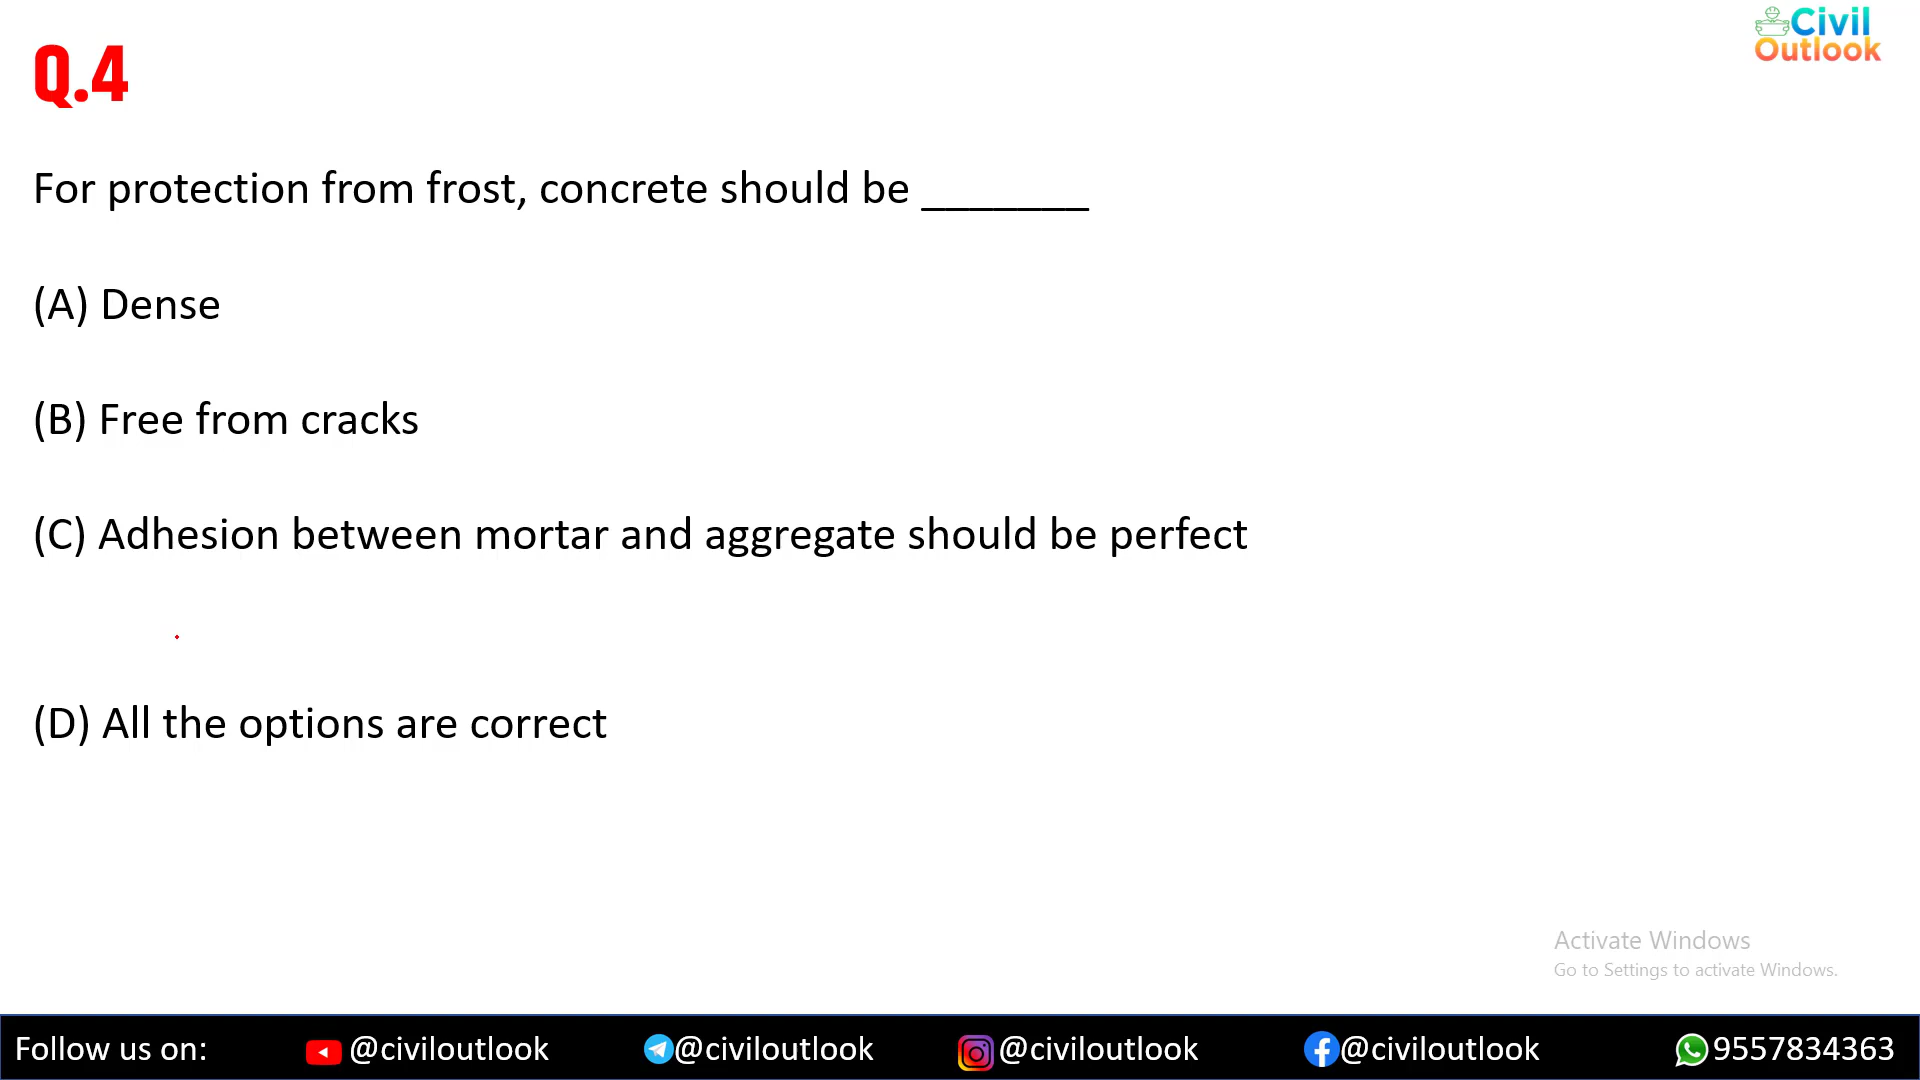 Civil
Outlook
Q.4
For protection from frost, concrete should be _______
(A) Dense
(B) Free from cracks
(C) Adhesion between mortar and aggregate should be perfect
(D) All the options are correct
Activate Windows
Go to Settings to activate Windows.
Follow us on: @civiloutlook @civiloutlook @civiloutlook @civiloutlook 9557834363